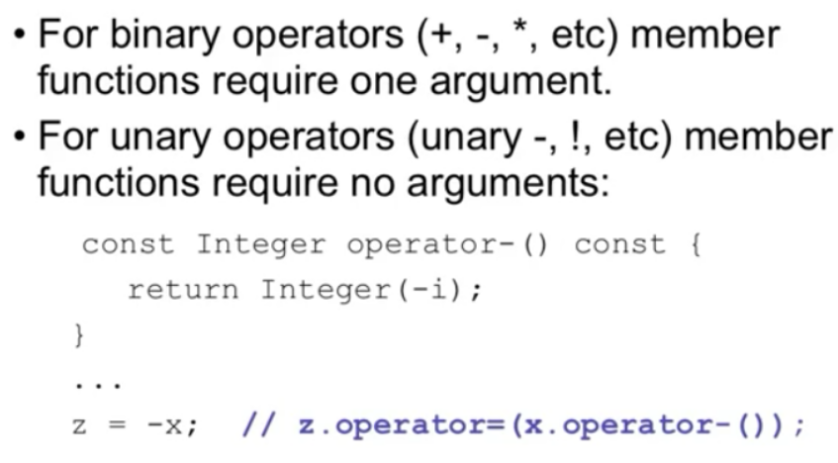 • For binary operators (+, -, *, etc) member
functions require one argument.
• For unary operators (unary -, !, etc) member
functions require no arguments:
const Integer operator-() const {
return Integer(-i);
}
...
z = -x; // z.operator=(x.operator-());